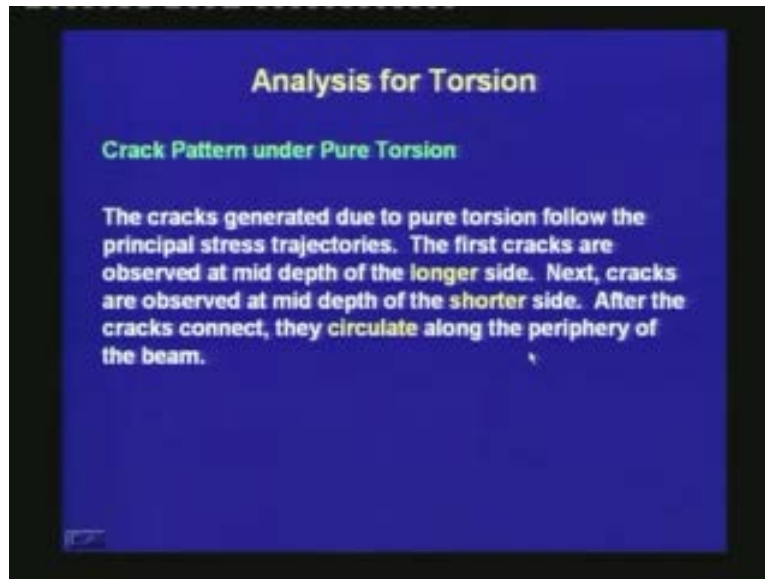 Analysis for Torsion
Crack Pattern under Pure Torsion
The cracks generated due to pure torsion follow the
principal stress trajectories. The first cracks are
observed at mid depth of the longer side. Next, cracks
are observed at mid depth of the shorter side. After the
cracks connect, they circulate along the periphery of
the beam.